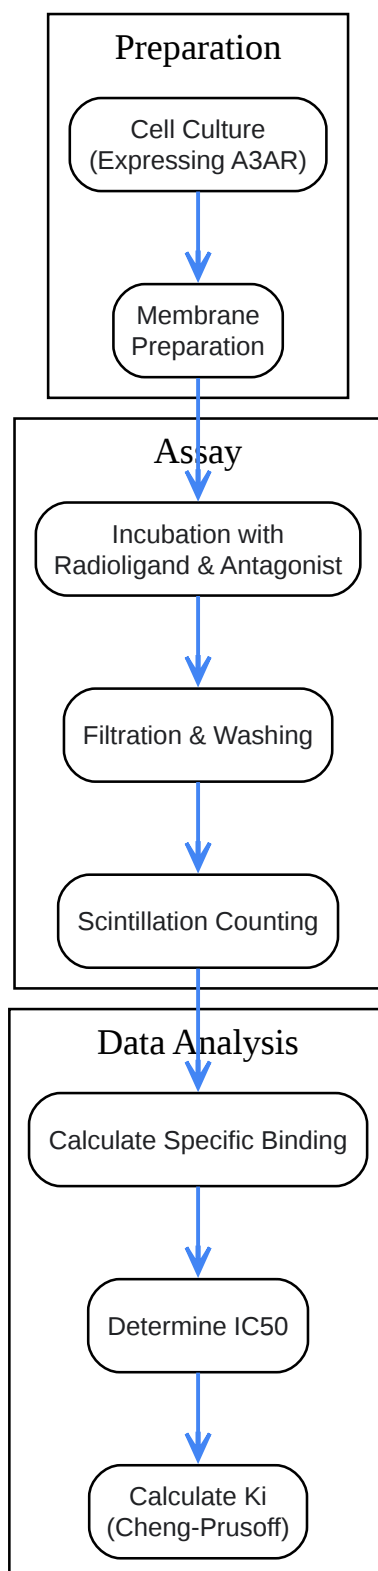 Preparation
Cell Culture
(Expressing A3AR)
Membrane
Preparation
Assay
Incubation with
Radioligand & Antagonist
Filtration & Washing
Scintillation Counting
Data Analysis
Calculate Specific Binding
Determine IC50
Calculate Ki
(Cheng-Prusoff)